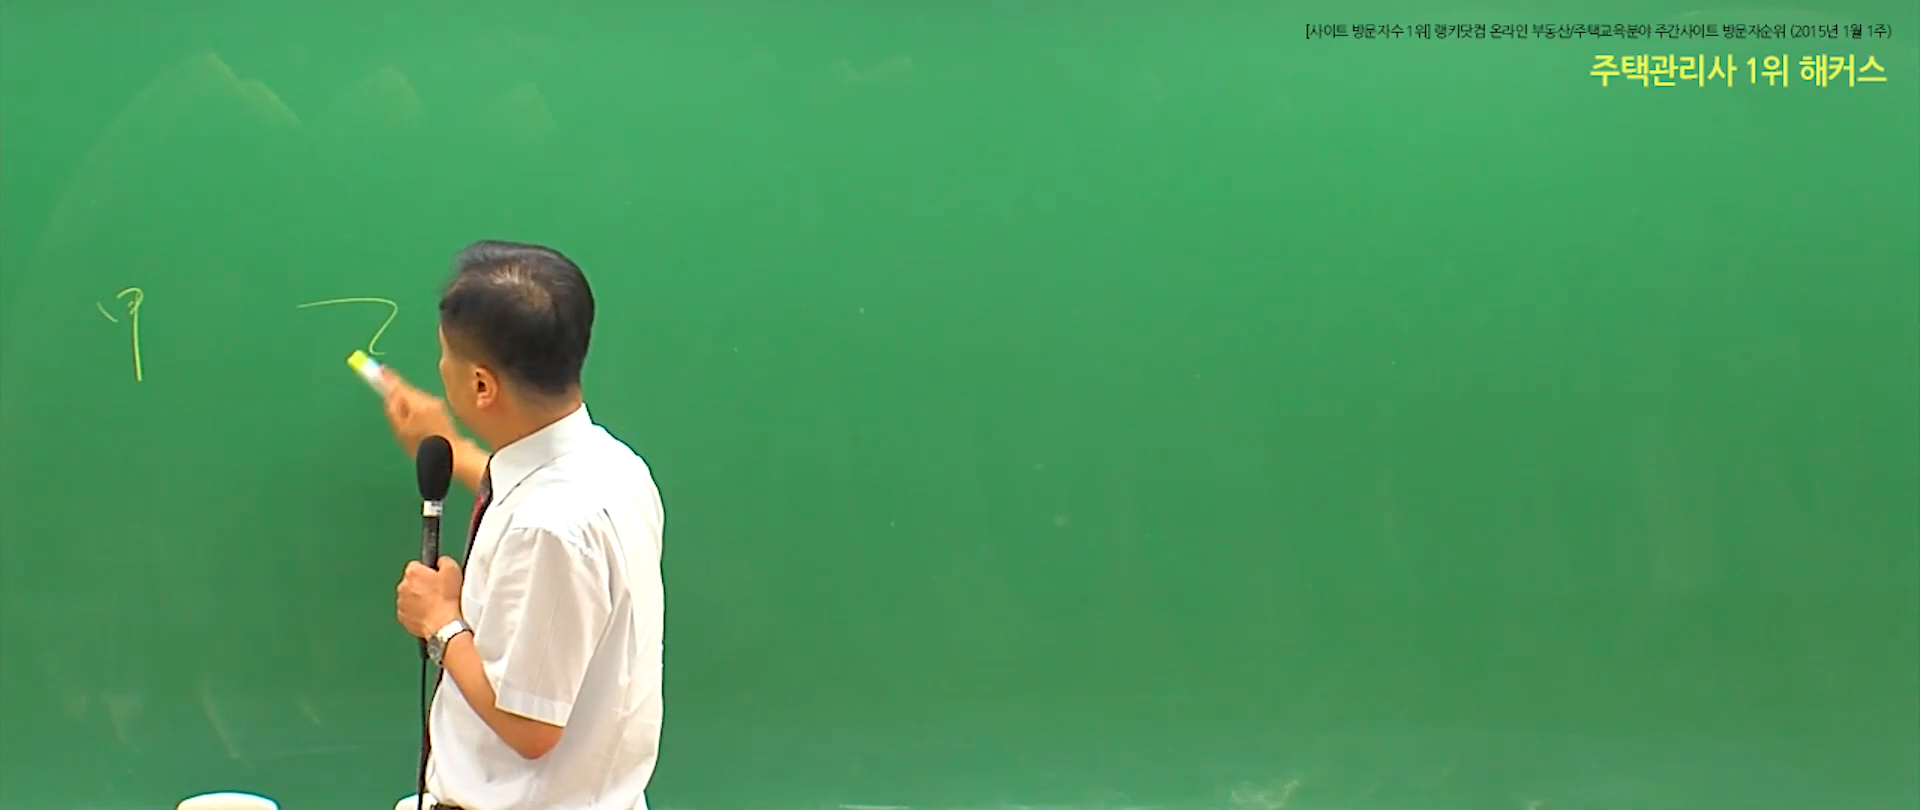 [사이트 방문자수 1위] 랭키닷컴 온라인 부동산/주택교육분야 주간사이트 방문자순위 (2015년 1월 1주)
주택관리사 1위 해커스